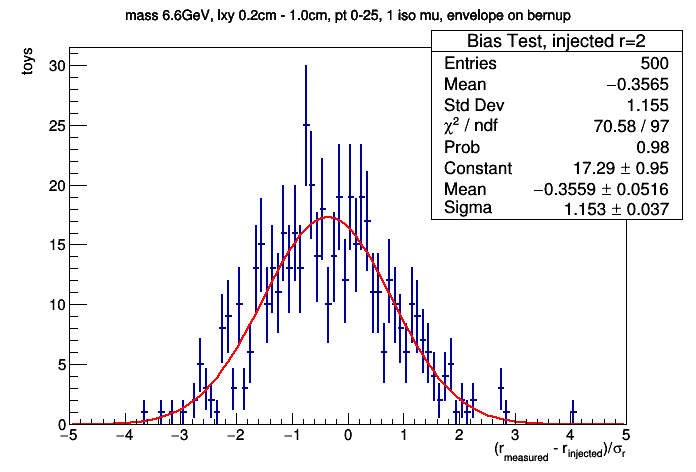 mass 6.6GeV, lxy 0.2cm - 1.0cm, pt 0-25, 1 iso mu, envelope on bernup
Bias Test, injected r=2
Entries 500
Mean −0.3565
Std Dev 1.155
χ² / ndf 70.58 / 97
Prob 0.98
Constant 17.29 ± 0.95
Mean −0.3559 ± 0.0516
Sigma 1.153 ± 0.037
toys
30
25
20
15
10
5
0
−5 −4 −3 −2 −1 0 1 2 3 4 5
(r_measured - r_injected)/σ_r